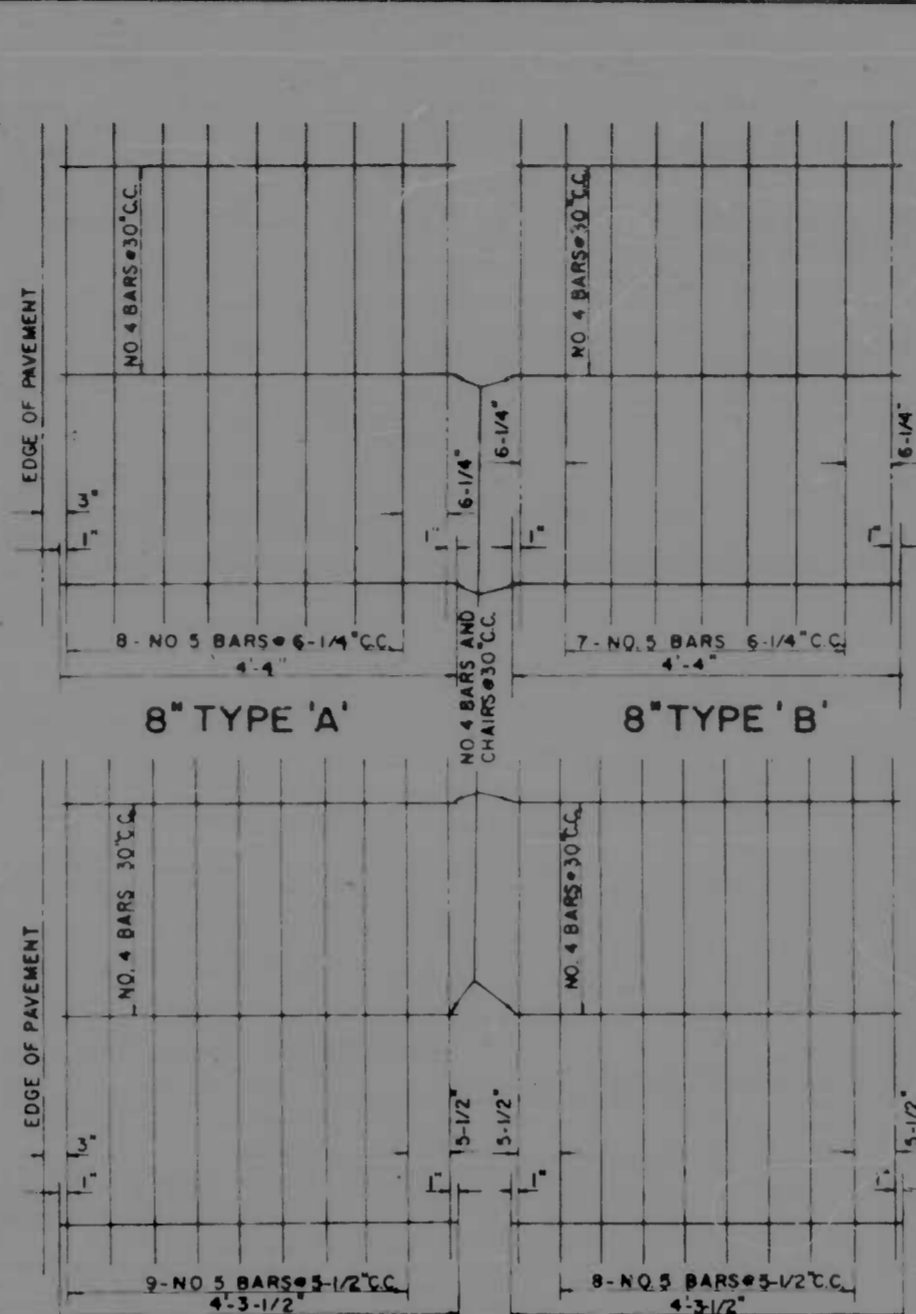 EDGE OF PAVEMENT
NO 4 BARS @ 30" C.C.
NO 4 BARS @ 30" C.C.
6-1/4"
6-1/4"
6-1/4"
3"
1"
1"
1"
1"
8 - NO 5 BARS @ 6-1/4" C.C.
4'-4"
NO 4 BARS AND
CHAIRS @ 30" C.C.
7 - NO. 5 BARS 6-1/4" C.C.
4'-4"
8" TYPE 'A'
8" TYPE 'B'
EDGE OF PAVEMENT
NO. 4 BARS 30" C.C.
NO. 4 BARS @ 30" C.C.
5-1/2"
5-1/2"
5-1/2"
3"
1"
1"
1"
1"
9 - NO 5 BARS @ 5-1/2" C.C.
4'-3-1/2"
8 - NO. 5 BARS @ 5-1/2" C.C.
4'-3-1/2"